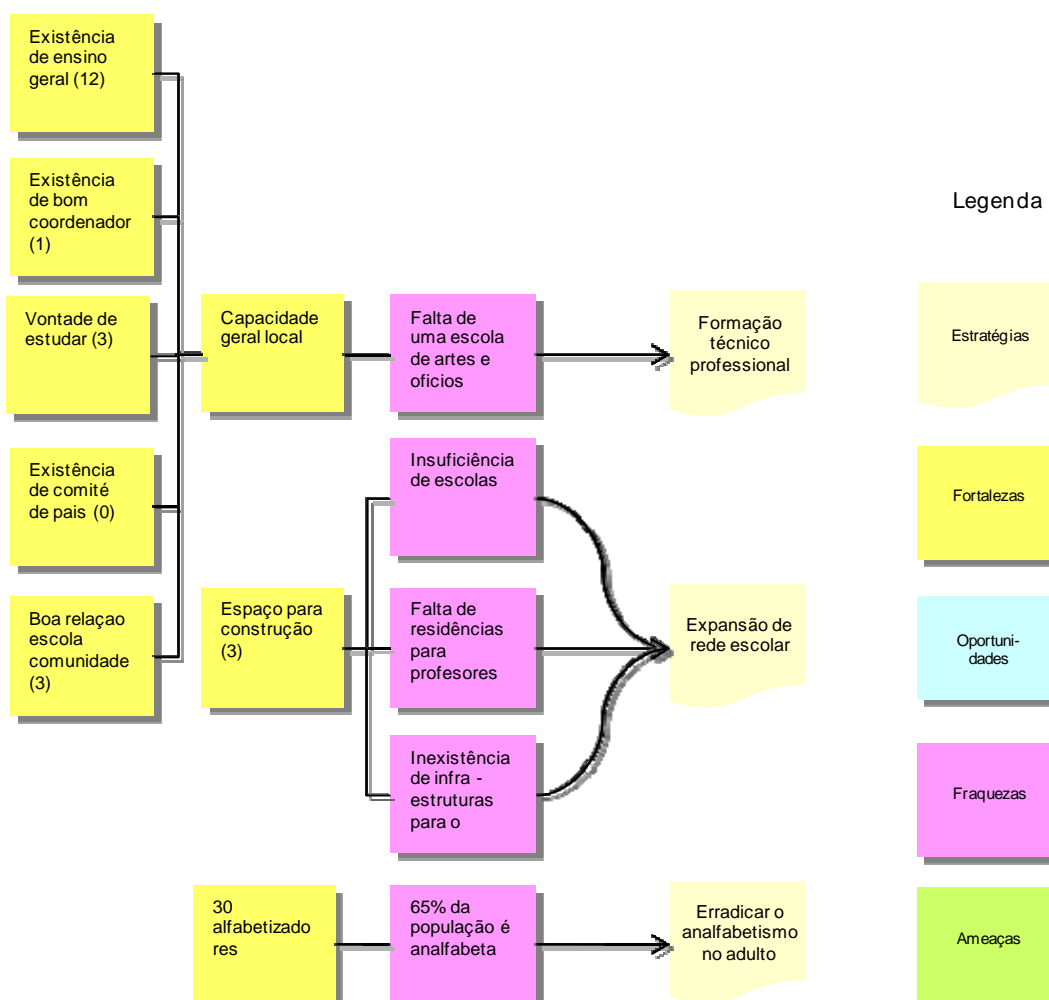 Existência
de ensino
geral (12)
Existência
de bom
coordenador
(1)
Vontade de
estudar (3)
Existência
de comité
de pais (0)
Boa relaçao
escola
comunidade
(3)
Capacidade
geral local
Falta de
uma escola
de artes e
oficios
Formação
técnico
professional
Espaço para
construção
(3)
Insuficiência
de escolas
Falta de
residências
para
profesores
Inexistência
de infra -
estruturas
para o
Expansão de
rede escolar
30
alfabetizado
res
65% da
população é
analfabeta
Erradicar o
analfabetismo
no adulto
Legenda
Estratégias
Fortalezas
Oportuni-
dades
Fraquezas
Ameaças